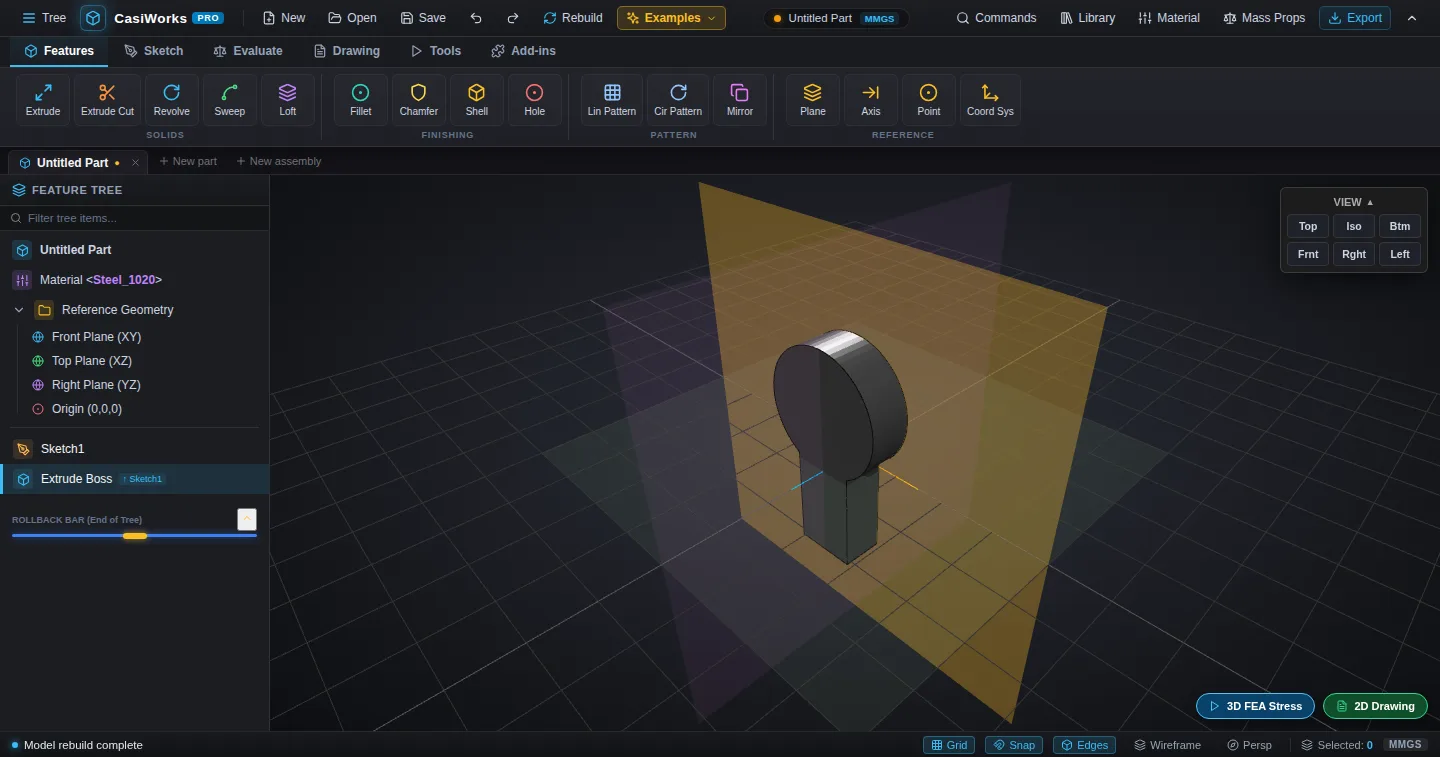 Tree CasiWorks PRO New Open Save Rebuild Examples Untitled Part MMGS Commands Library Material Mass Props Export
Features Sketch Evaluate Drawing Tools Add-ins
Extrude Extrude Cut Revolve Sweep Loft Fillet Chamfer Shell Hole Lin Pattern Cir Pattern Mirror Plane Axis Point Coord Sys
SOLIDS FINISHING PATTERN REFERENCE
Untitled Part • × + New part + New assembly
FEATURE TREE
Filter tree items...
Untitled Part
Material <Steel_1020>
Reference Geometry
Front Plane (XY)
Top Plane (XZ)
Right Plane (YZ)
Origin (0,0,0)
Sketch1
Extrude Boss ↑ Sketch1
ROLLBACK BAR (End of Tree)
VIEW ▲
Top Iso Btm
Frnt Rght Left
3D FEA Stress 2D Drawing
Model rebuild complete Grid Snap Edges Wireframe Persp Selected: 0 MMGS